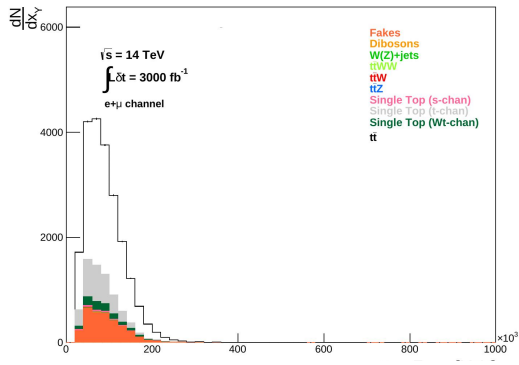 dN
dxY
6000
4000
2000
0
√s = 14 TeV
∫Lδt = 3000 fb-1
e+μ channel
Fakes
Dibosons
W(Z)+jets
ttWW
ttW
ttZ
Single Top (s-chan)
Single Top (t-chan)
Single Top (Wt-chan)
tt
0 200 400 600 800 1000
×103